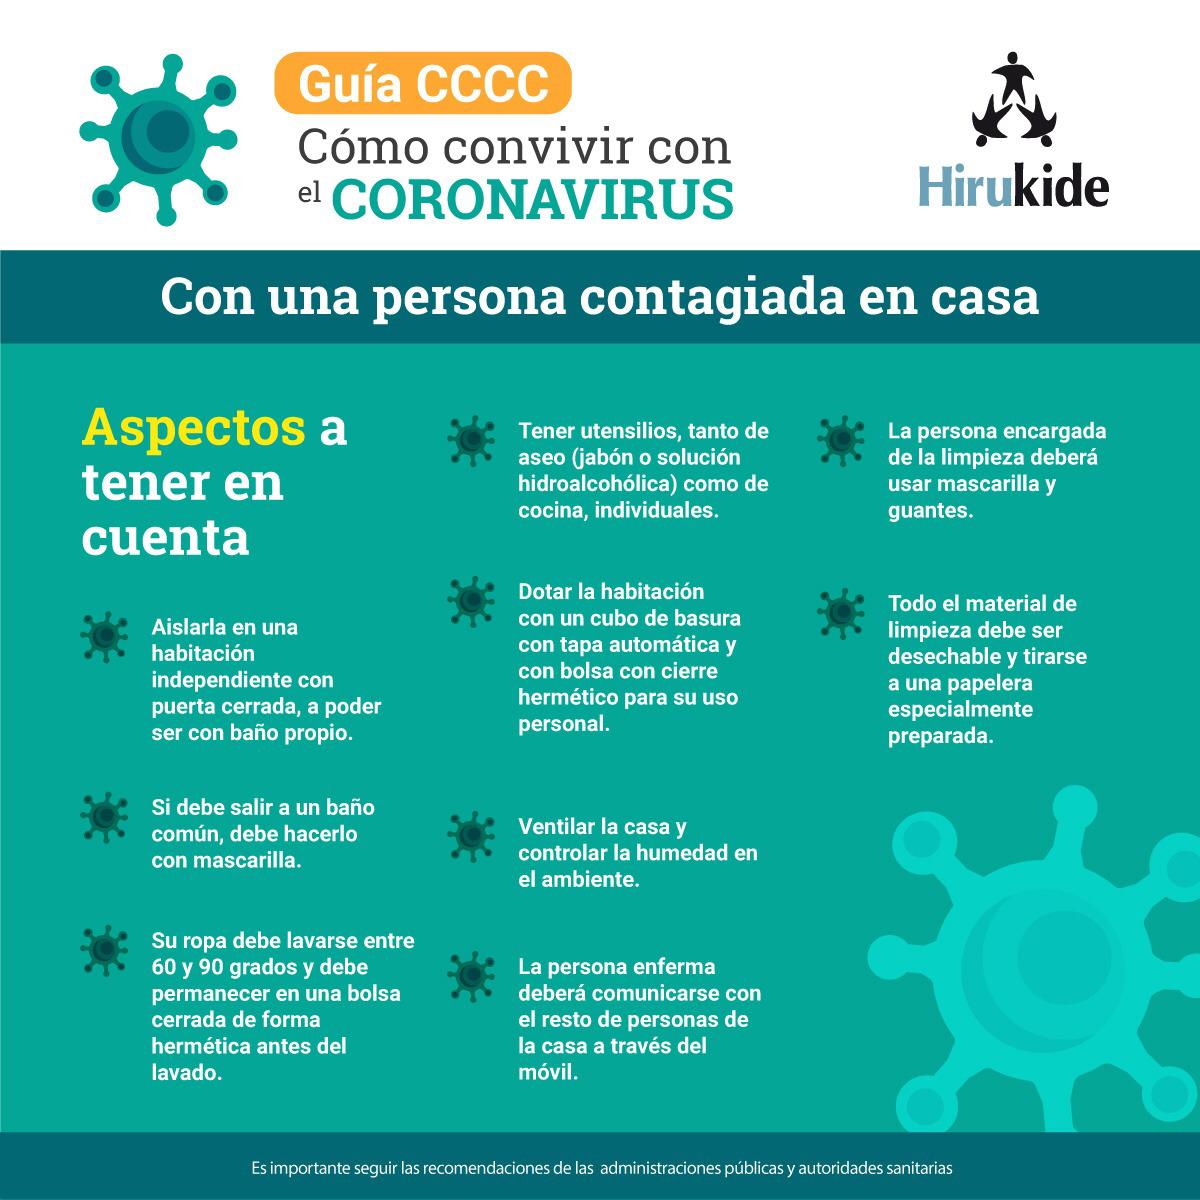 Guía CCCC
Cómo convivir con
el CORONAVIRUS
Hirukide
Con una persona contagiada en casa
Aspectos a
tener en
cuenta
Aislarla en una
habitación
independiente con
puerta cerrada, a poder
ser con baño propio.
Si debe salir a un baño
común, debe hacerlo
con mascarilla.
Su ropa debe lavarse entre
60 y 90 grados y debe
permanecer en una bolsa
cerrada de forma
hermética antes del
lavado.
Tener utensilios, tanto de
aseo (jabón o solución
hidroalcohólica) como de
cocina, individuales.
Dotar la habitación
con un cubo de basura
con tapa automática y
con bolsa con cierre
hermético para su uso
personal.
Ventilar la casa y
controlar la humedad en
el ambiente.
La persona enferma
deberá comunicarse con
el resto de personas de
la casa a través del
móvil.
La persona encargada
de la limpieza deberá
usar mascarilla y
guantes.
Todo el material de
limpieza debe ser
desechable y tirarse
a una papelera
especialmente
preparada.
Es importante seguir las recomendaciones de las administraciones públicas y autoridades sanitarias